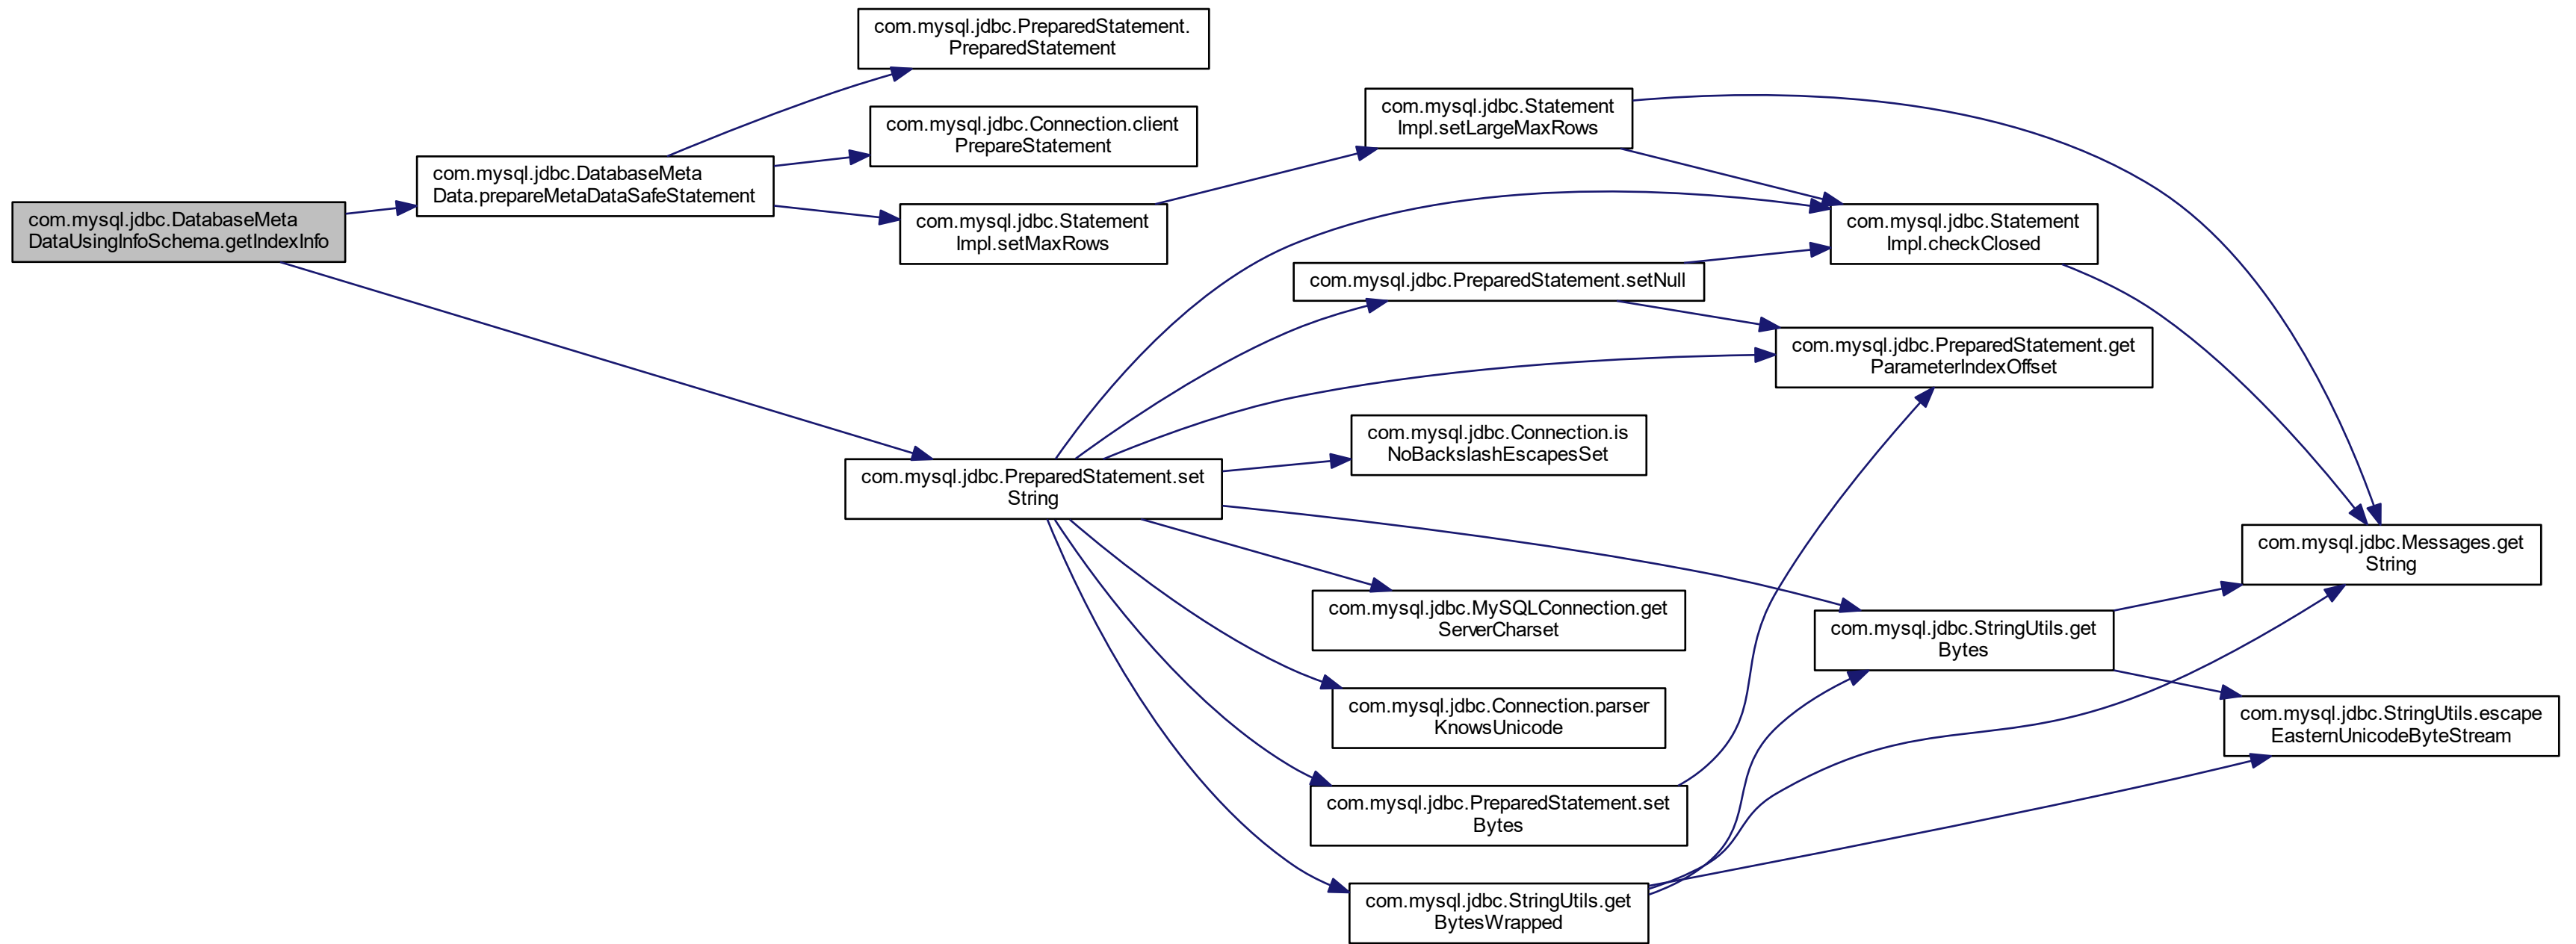 com.mysql.jdbc.DatabaseMeta
DataUsingInfoSchema.getIndexInfo
com.mysql.jdbc.DatabaseMeta
Data.prepareMetaDataSafeStatement
com.mysql.jdbc.PreparedStatement.
PreparedStatement
com.mysql.jdbc.Connection.client
PrepareStatement
com.mysql.jdbc.Statement
Impl.setMaxRows
com.mysql.jdbc.Statement
Impl.setLargeMaxRows
com.mysql.jdbc.Statement
Impl.checkClosed
com.mysql.jdbc.PreparedStatement.setNull
com.mysql.jdbc.PreparedStatement.get
ParameterIndexOffset
com.mysql.jdbc.Connection.is
NoBackslashEscapesSet
com.mysql.jdbc.PreparedStatement.set
String
com.mysql.jdbc.Messages.get
String
com.mysql.jdbc.MySQLConnection.get
ServerCharset
com.mysql.jdbc.StringUtils.get
Bytes
com.mysql.jdbc.Connection.parser
KnowsUnicode
com.mysql.jdbc.StringUtils.escape
EasternUnicodeByteStream
com.mysql.jdbc.PreparedStatement.set
Bytes
com.mysql.jdbc.StringUtils.get
BytesWrapped